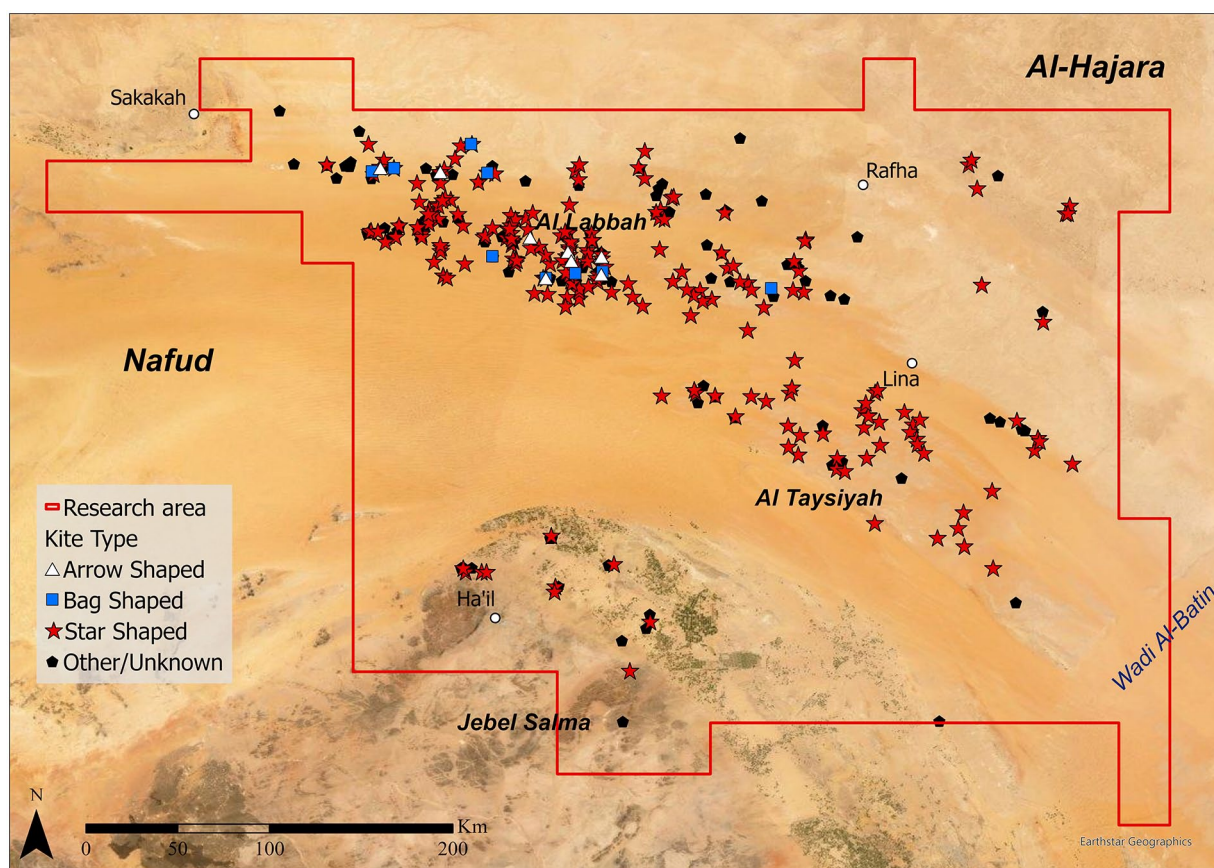 Al-Hajara
Sakakah
Rafha
Al Labbah
Nafud
Lina
Al Taysiyah
Research area
Kite Type
Arrow Shaped
Bag Shaped
Star Shaped
Other/Unknown
Ha'il
Wadi Al-Batin
Jebel Salma
N
Km
0 50 100 200
Earthstar Geographics